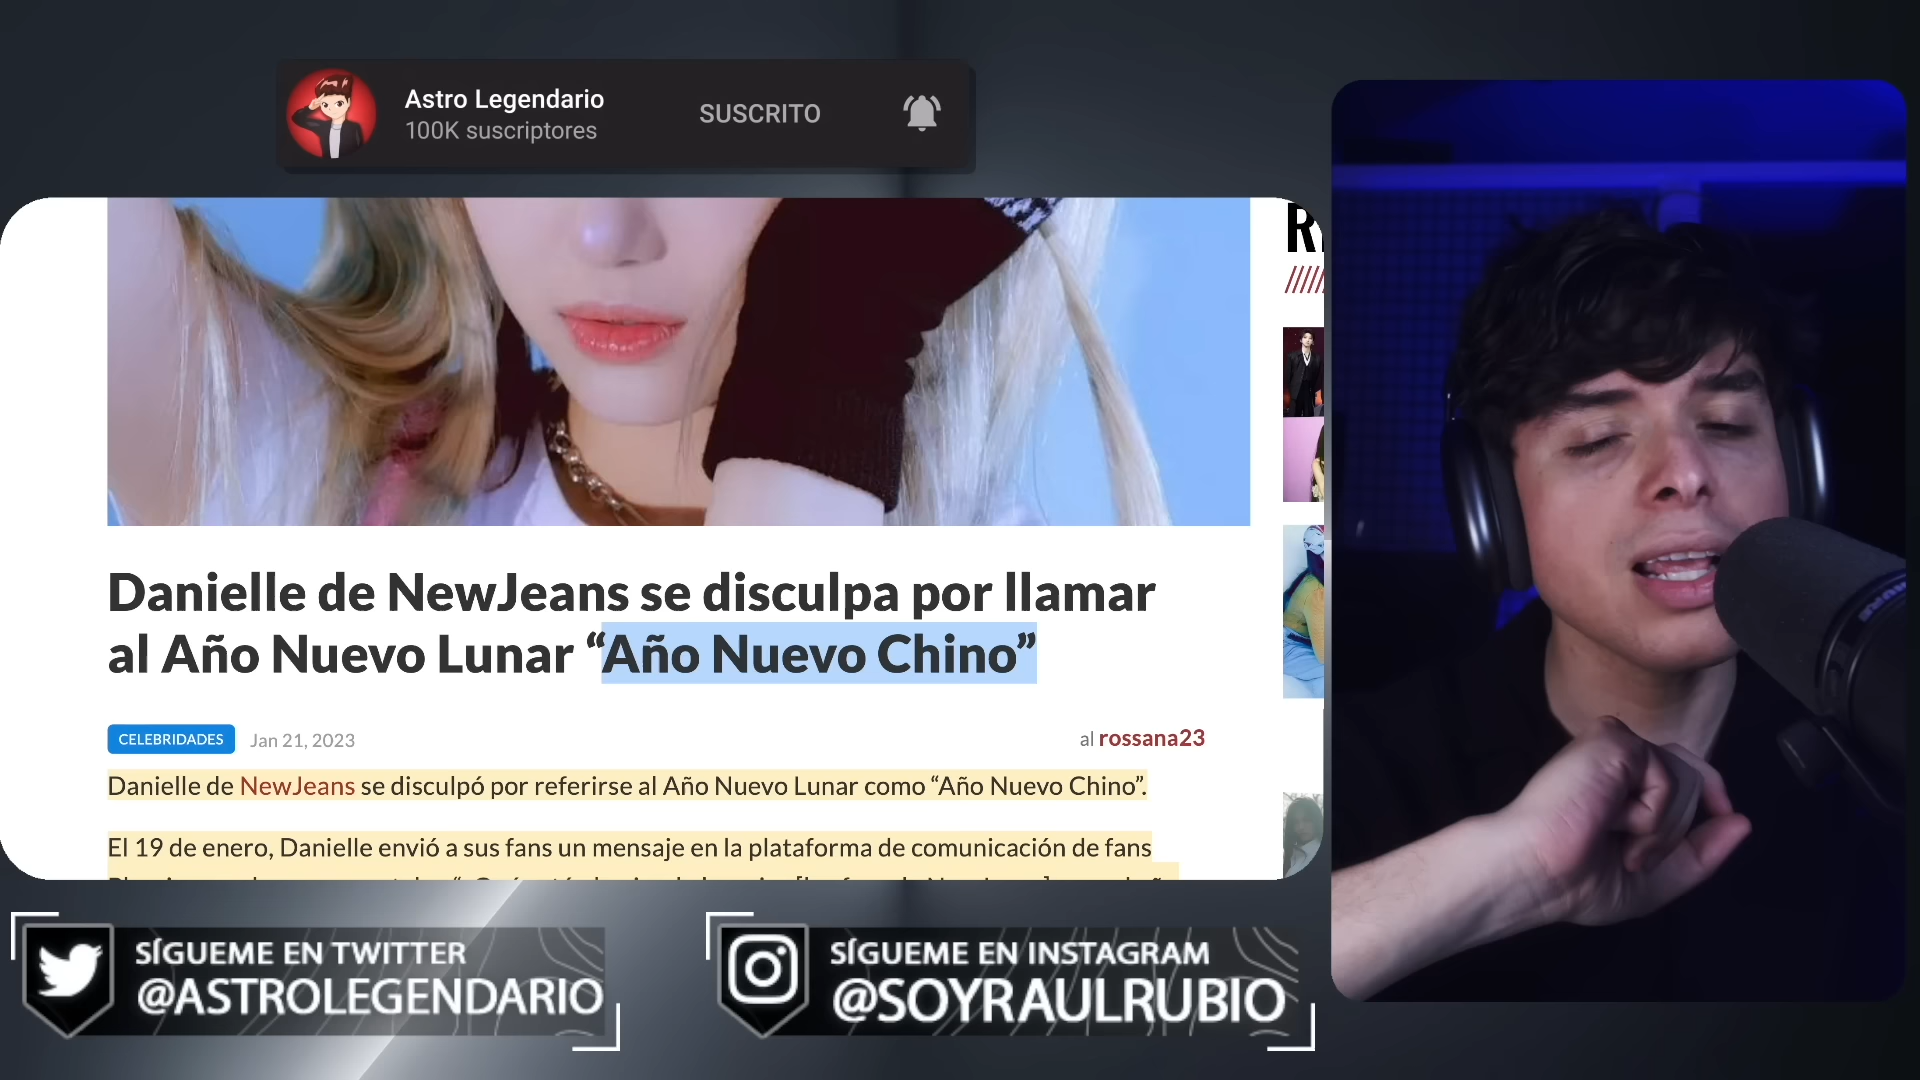 Astro Legendario
100K suscriptores
SUSCRITO
Danielle de NewJeans se disculpa por llamar
al Año Nuevo Lunar “Año Nuevo Chino”
CELEBRIDADES
Jan 21, 2023
al rossana23
Danielle de NewJeans se disculpó por referirse al Año Nuevo Lunar como “Año Nuevo Chino”.
El 19 de enero, Danielle envió a sus fans un mensaje en la plataforma de comunicación de fans
SÍGUEME EN TWITTER
@ASTROLEGENDARIO
SÍGUEME EN INSTAGRAM
@SOYRAULRUBIO